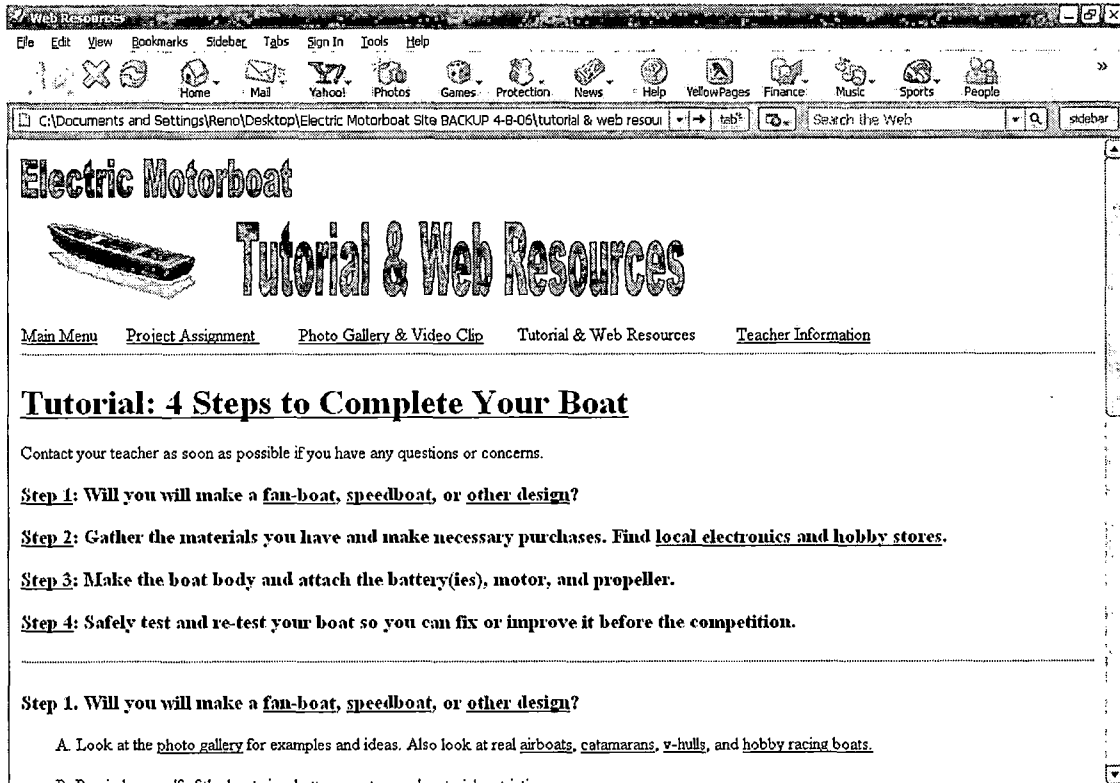 Web Resources
File Edit View Bookmarks Sidebar Tabs Sign In Tools Help
Home Mail Yahoo! Photos Games Protection News Help YellowPages Finance Music Sports People »
C:\Documents and Settings\Reno\Desktop\Electric Motorboat Site BACKUP 4-8-06\tutorial & web resour tab+ Search the Web sidebar
Electric Motorboat
Tutorial & Web Resources
Main Menu Project Assignment Photo Gallery & Video Clip Tutorial & Web Resources Teacher Information
Tutorial: 4 Steps to Complete Your Boat
Contact your teacher as soon as possible if you have any questions or concerns.
Step 1: Will you will make a fan-boat, speedboat, or other design?
Step 2: Gather the materials you have and make necessary purchases. Find local electronics and hobby stores.
Step 3: Make the boat body and attach the battery(ies), motor, and propeller.
Step 4: Safely test and re-test your boat so you can fix or improve it before the competition.
Step 1. Will you will make a fan-boat, speedboat, or other design?
A. Look at the photo gallery for examples and ideas. Also look at real airboats, catamarans, v-hulls, and hobby racing boats.